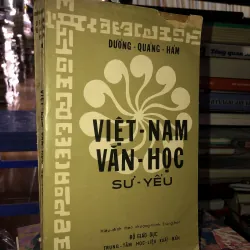 DƯƠNG - QUẢNG - HÀM
VIỆT - NAM
VĂN - HỌC
SỬ - YẾU
BỘ GIÁO - DỤC
TRUNG - TÂM HỌC - LIỆU XUẤT - BẢN